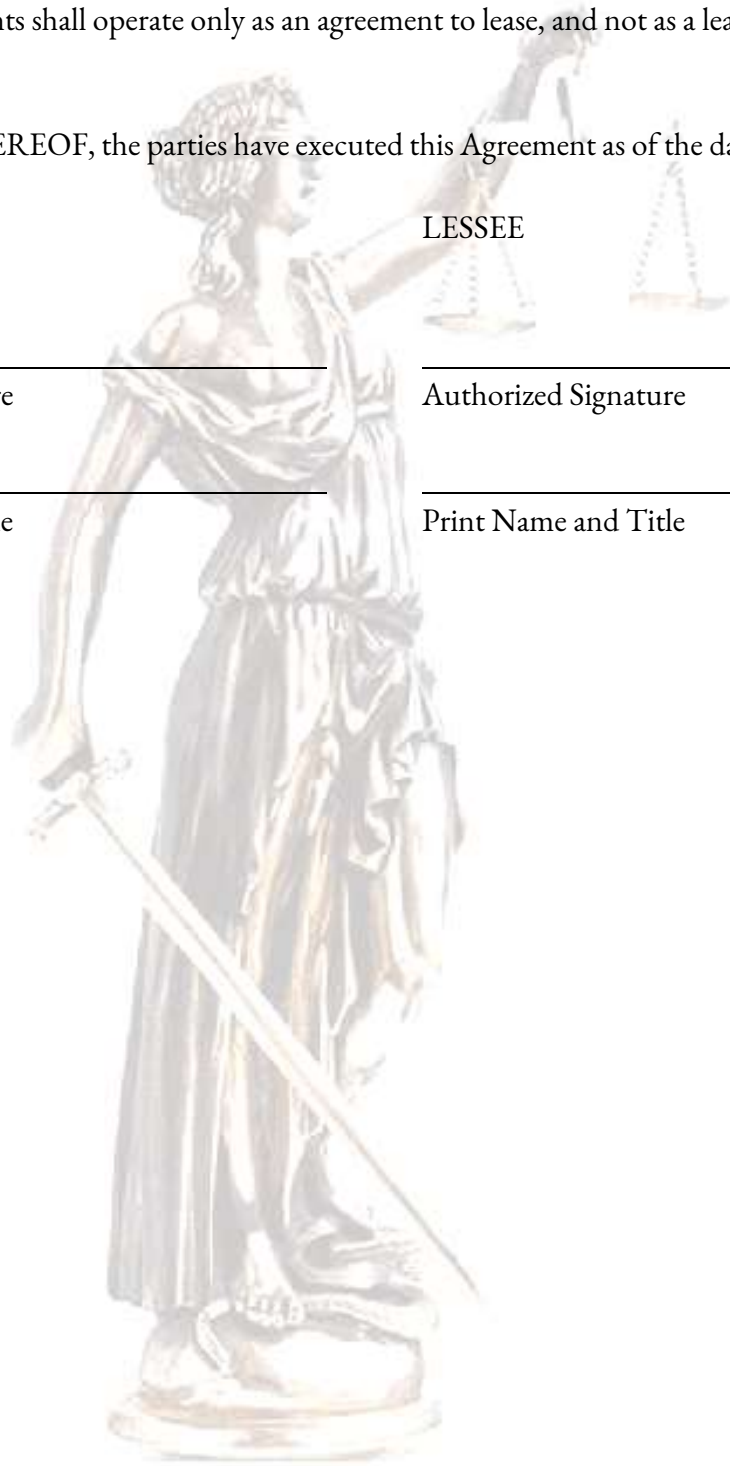 nts shall operate only as an agreement to lease, and not as a lea
EREOF, the parties have executed this Agreement as of the da
LESSEE
re Authorized Signature
e Print Name and Title